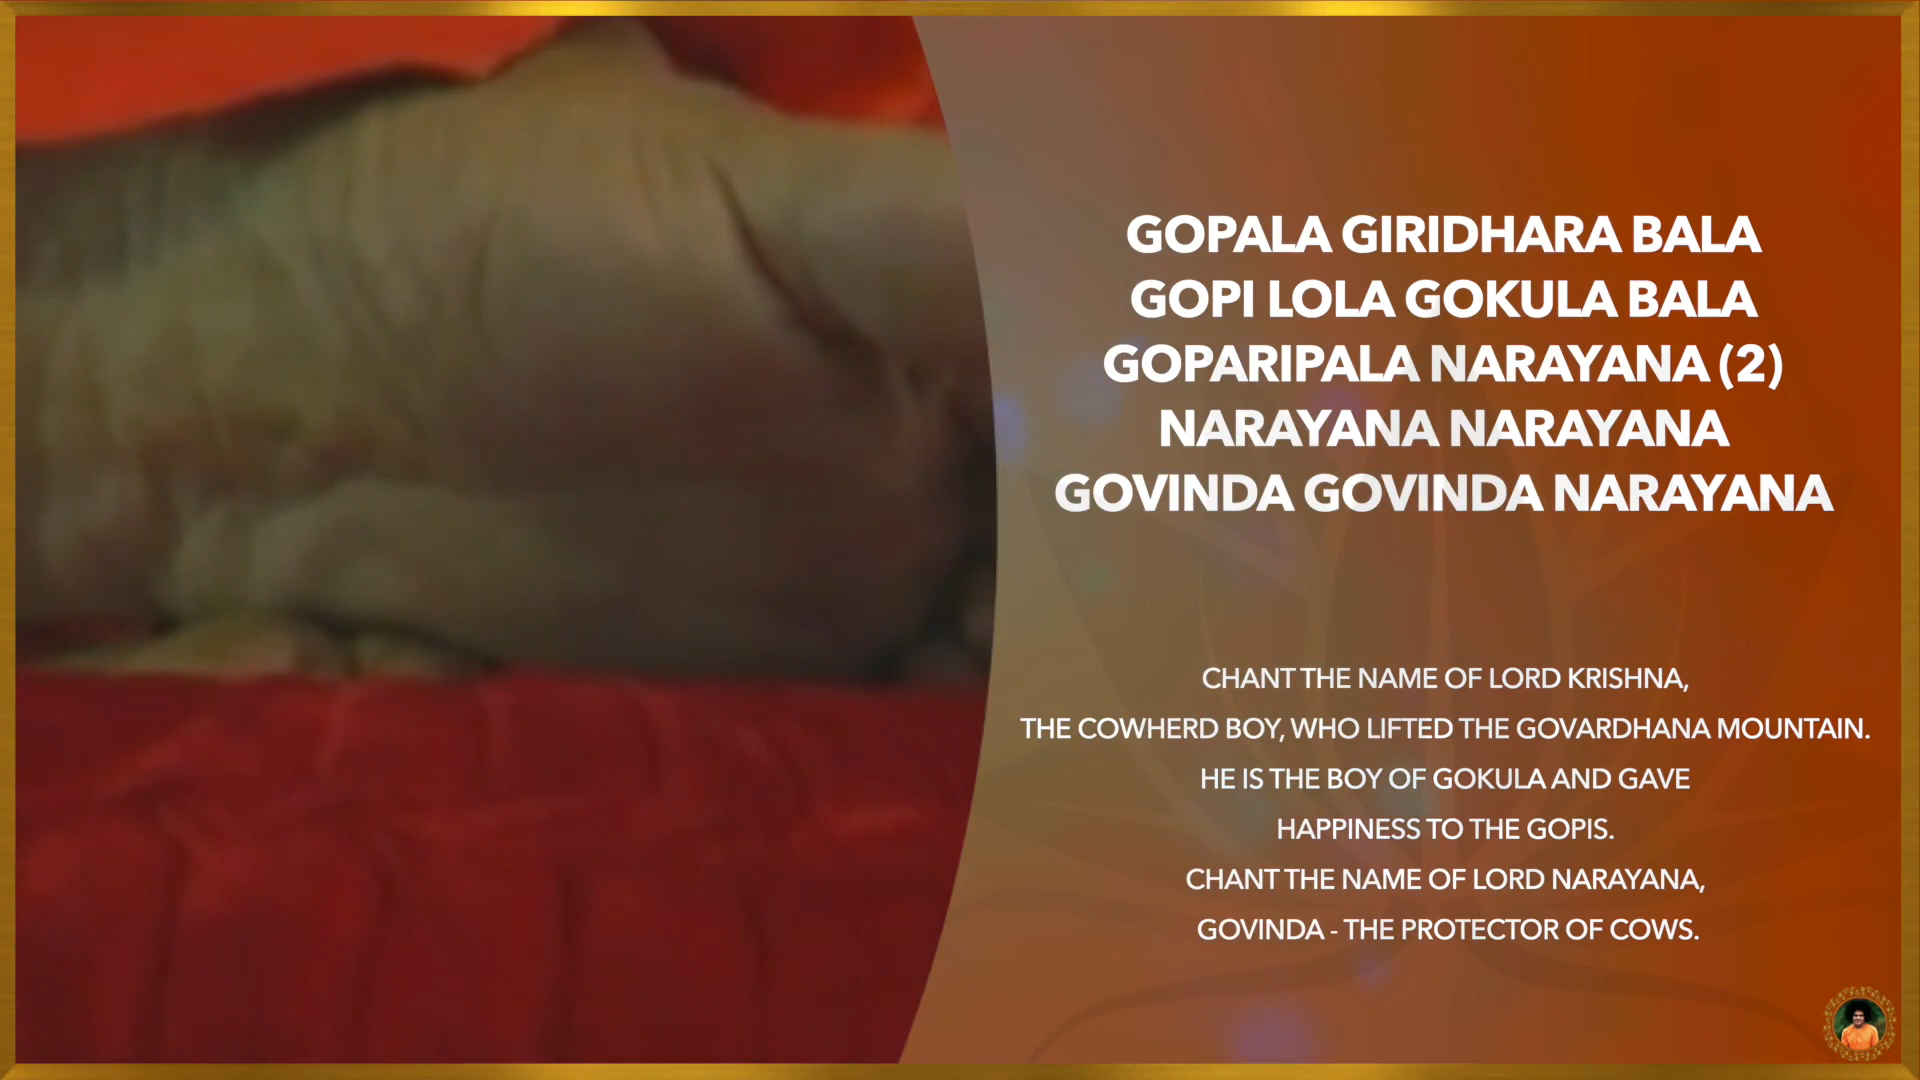 GOPALA GIRIDHARA BALA
GOPI LOLA GOKULA BALA
GOPARIPALA NARAYANA (2)
NARAYANA NARAYANA
GOVINDA GOVINDA NARAYANA
CHANT THE NAME OF LORD KRISHNA,
THE COWHERD BOY, WHO LIFTED THE GOVARDHANA MOUNTAIN.
HE IS THE BOY OF GOKULA AND GAVE
HAPPINESS TO THE GOPIS.
CHANT THE NAME OF LORD NARAYANA,
GOVINDA - THE PROTECTOR OF COWS.